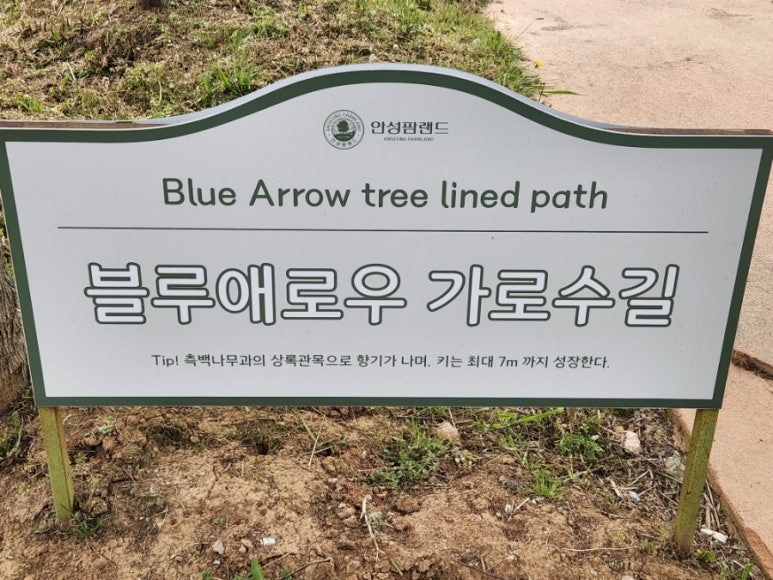 안성팜랜드
ANSEONG FARMLAND
Blue Arrow tree lined path
블루애로우 가로수길
Tip! 측백나무과의 상록관목으로 향기가 나며, 키는 최대 7m 까지 성장한다.